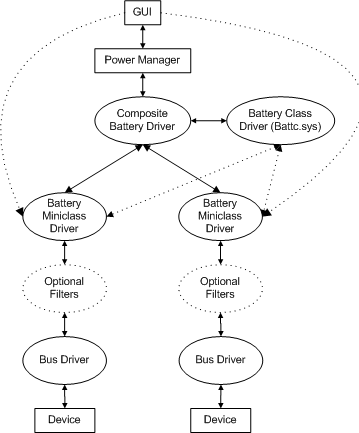 GUI
Power Manager
Composite
Battery Driver
Battery Class
Driver (Battc.sys)
Battery
Miniclass
Driver
Battery
Miniclass
Driver
Optional
Filters
Optional
Filters
Bus Driver
Bus Driver
Device
Device